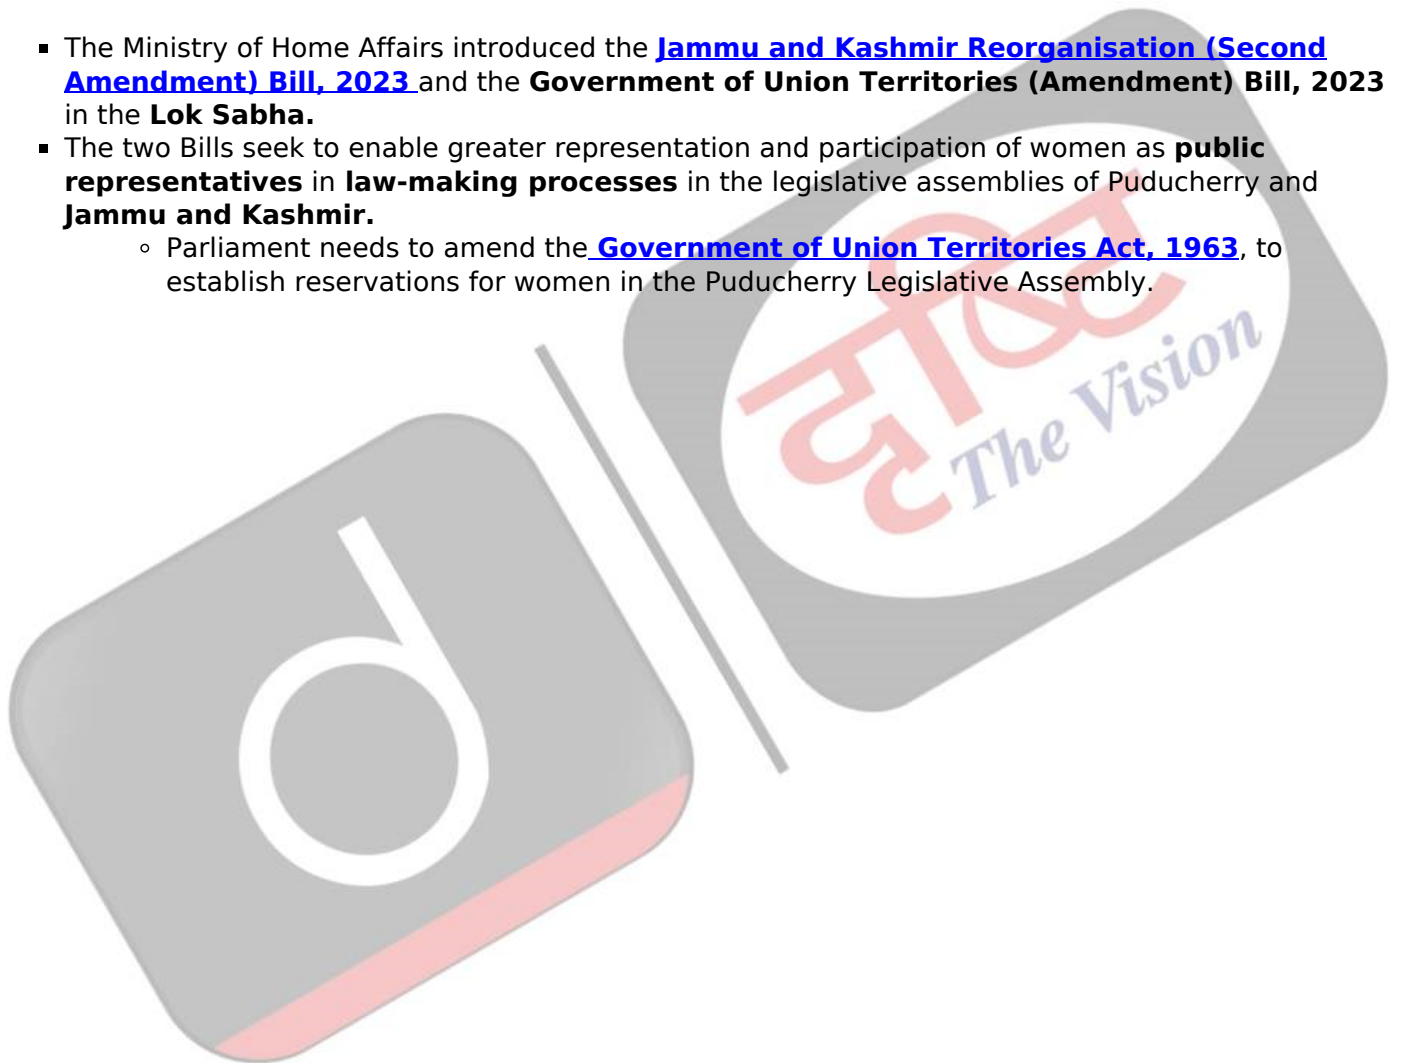 The Ministry of Home Affairs introduced the Jammu and Kashmir Reorganisation (Second
Amendment) Bill, 2023 and the Government of Union Territories (Amendment) Bill, 2023
in the Lok Sabha.
The two Bills seek to enable greater representation and participation of women as public
representatives in law-making processes in the legislative assemblies of Puducherry and
Jammu and Kashmir.
Parliament needs to amend the Government of Union Territories Act, 1963, to
establish reservations for women in the Puducherry Legislative Assembly.
दृष्टि
The Vision
d